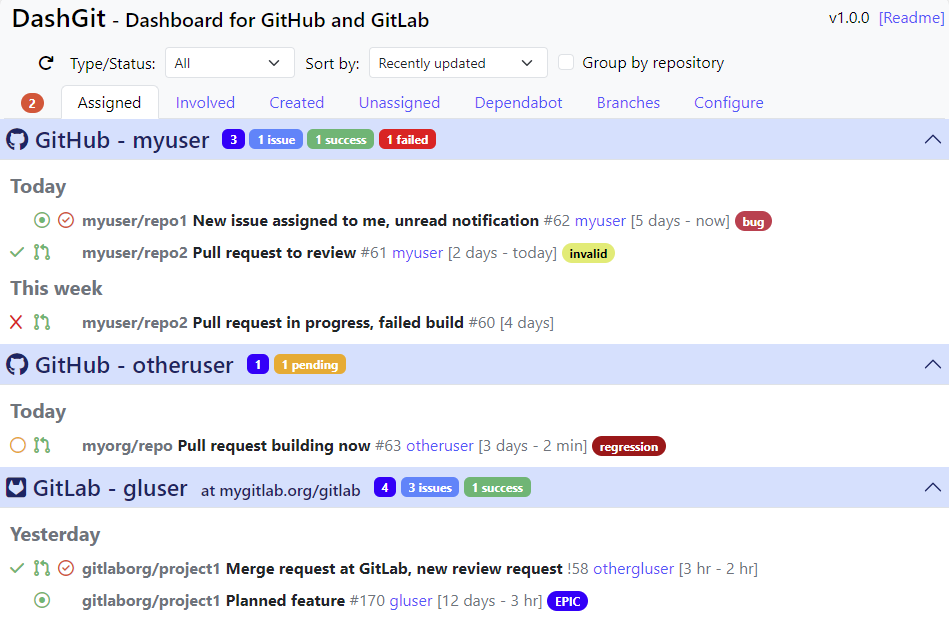 DashGit - Dashboard for GitHub and GitLab v1.0.0 [Readme]
Type/Status: All Sort by: Recently updated Group by repository
2 Assigned Involved Created Unassigned Dependabot Branches Configure
GitHub - myuser 3 1 issue 1 success 1 failed
Today
myuser/repo1 New issue assigned to me, unread notification #62 myuser [5 days - now] bug
myuser/repo2 Pull request to review #61 myuser [2 days - today] invalid
This week
myuser/repo2 Pull request in progress, failed build #60 [4 days]
GitHub - otheruser 1 1 pending
Today
myorg/repo Pull request building now #63 otheruser [3 days - 2 min] regression
GitLab - gluser at mygitlab.org/gitlab 4 3 issues 1 success
Yesterday
gitlaborg/project1 Merge request at GitLab, new review request !58 othergluser [3 hr - 2 hr]
gitlaborg/project1 Planned feature #170 gluser [12 days - 3 hr] EPIC